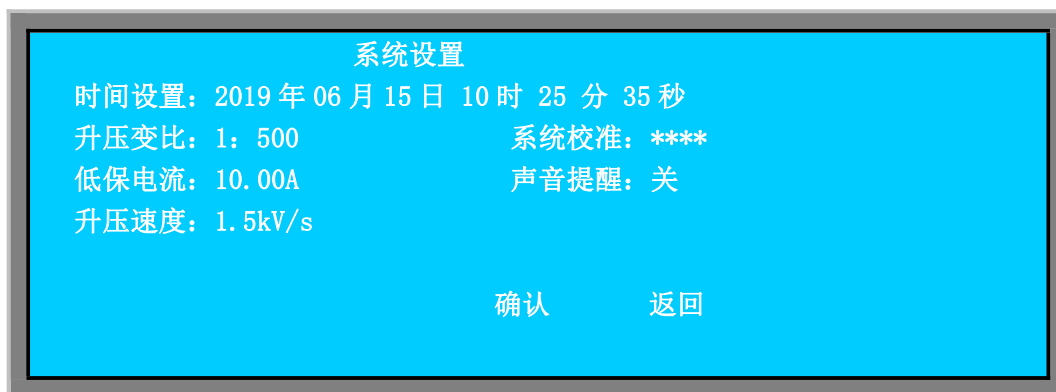 系统设置
时间设置：2019年06月15日 10时 25 分 35秒
升压变比：1：500 系统校准：****
低保电流：10.00A 声音提醒：关
升压速度：1.5kV/s
确认 返回